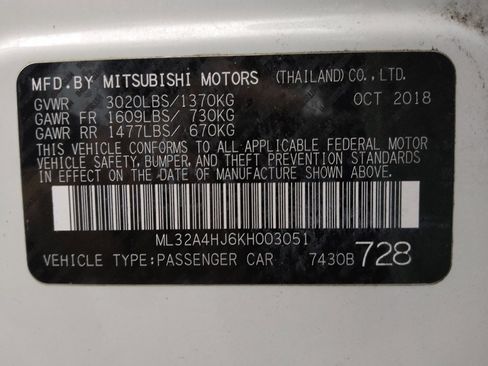 MFD.BY MITSUBISHI MOTORS (THAILAND) CO.,LTD.
GVWR 3020LBS/1370KG OCT 2018
GAWR FR 1609LBS/ 730KG
GAWR RR 1477LBS/ 670KG
THIS VEHICLE CONFORMS TO ALL APPLICABLE FEDERAL MOTOR
VEHICLE SAFETY, BUMPER, AND THEFT PREVENTION STANDARDS
IN EFFECT ON THE DATE OF MANUFACTURE SHOWN ABOVE.
ML32A4HJ6KH003051
VEHICLE TYPE:PASSENGER CAR 7430B 728